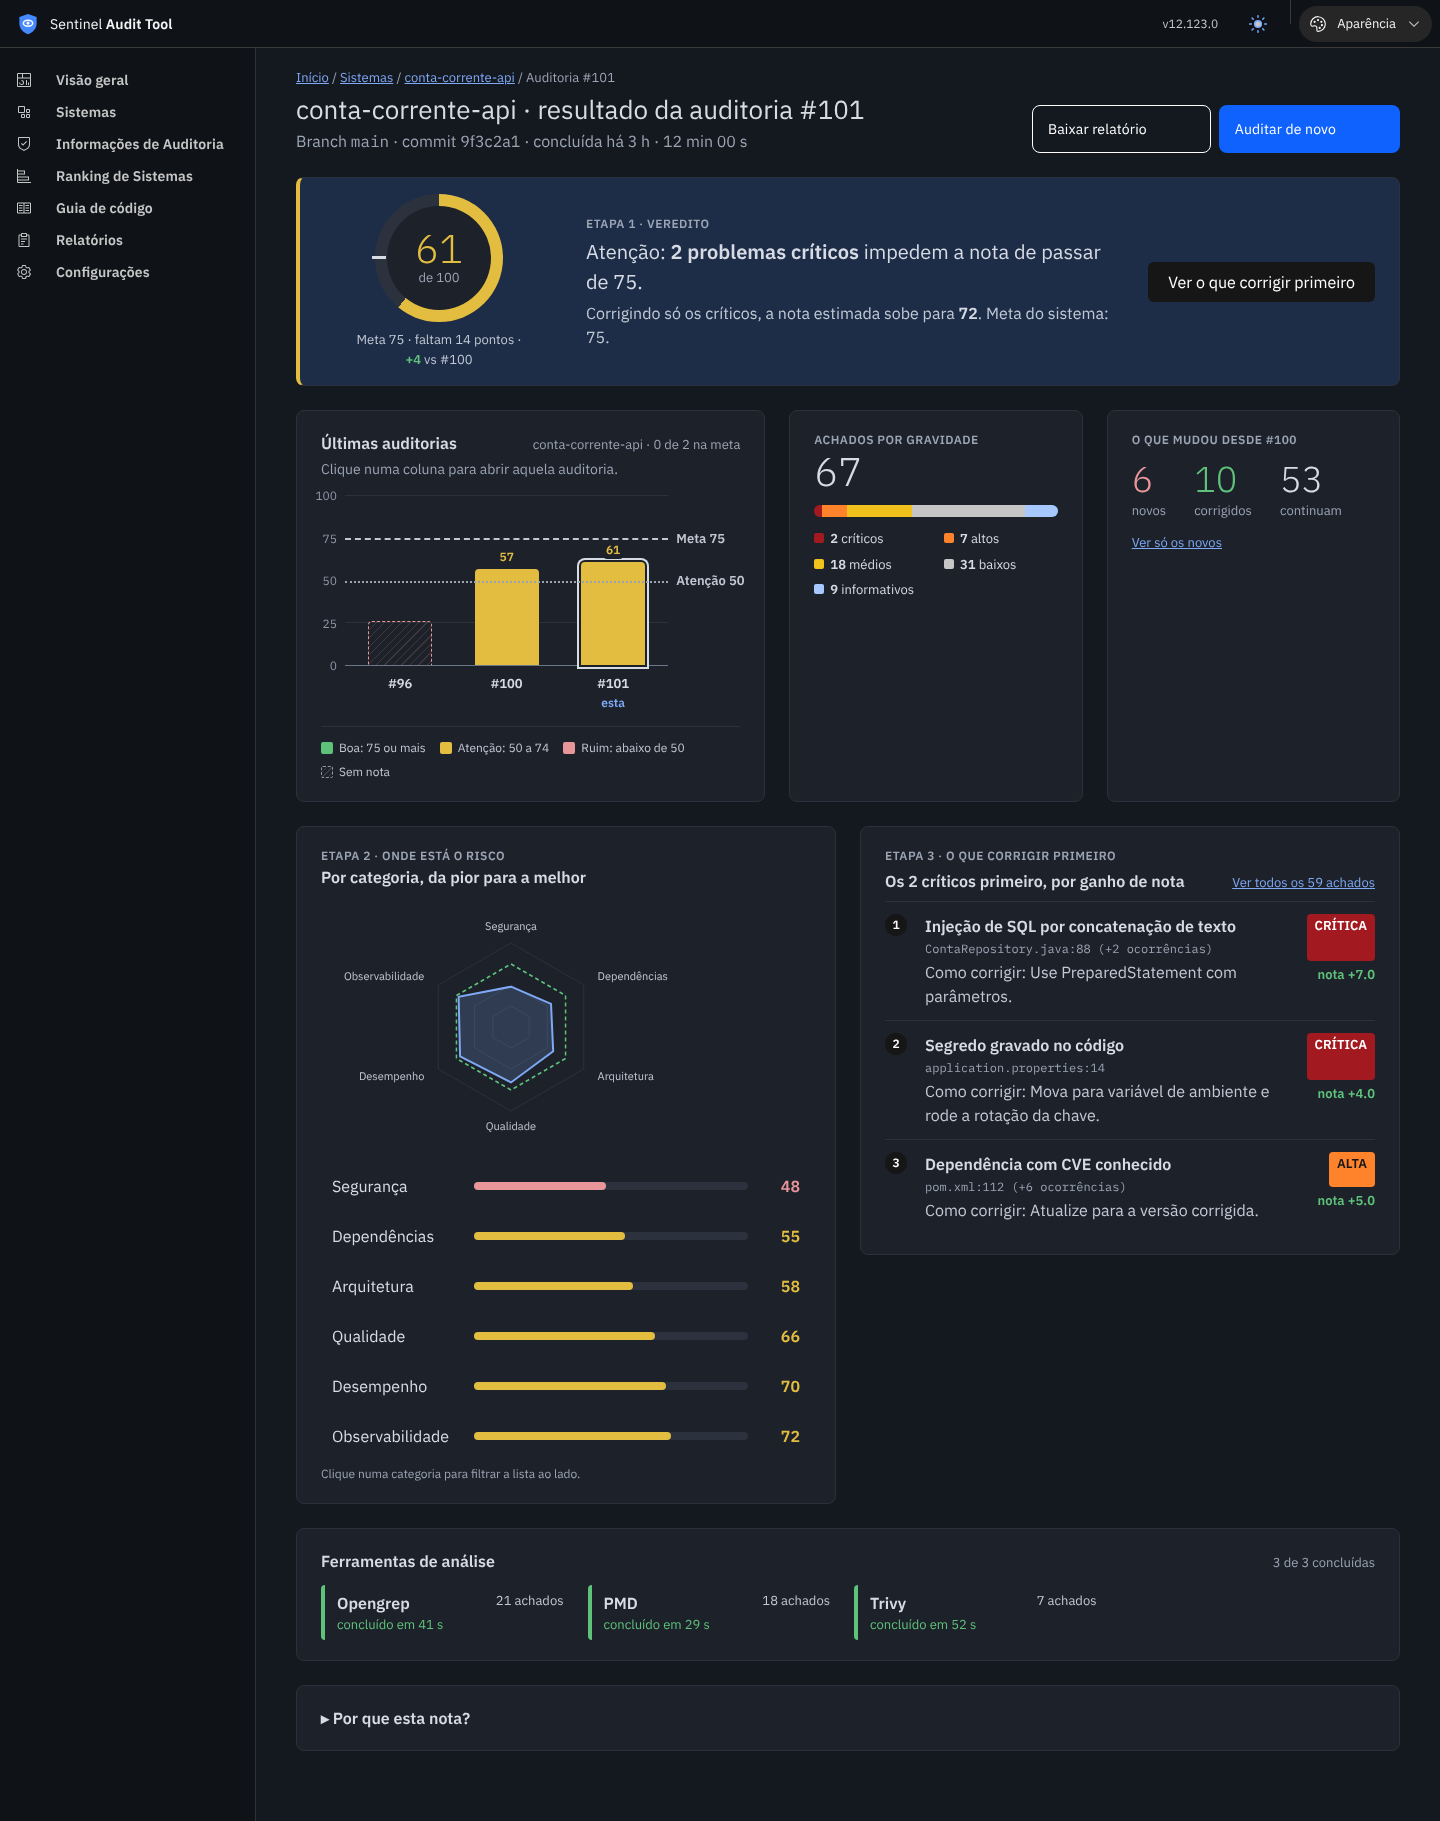 Sentinel Audit Tool
v12.123.0
Aparência
Visão geral
Sistemas
Informações de Auditoria
Ranking de Sistemas
Guia de código
Relatórios
Configurações
Início / Sistemas / conta-corrente-api / Auditoria #101
conta-corrente-api · resultado da auditoria #101
Branch main · commit 9f3c2a1 · concluída há 3 h · 12 min 00 s
Baixar relatório
Auditar de novo
61
de 100
Meta 75 · faltam 14 pontos ·
+4 vs #100
ETAPA 1 · VEREDITO
Atenção: 2 problemas críticos impedem a nota de passar
de 75.
Corrigindo só os críticos, a nota estimada sobe para 72. Meta do sistema:
75.
Ver o que corrigir primeiro
Últimas auditorias
conta-corrente-api · 0 de 2 na meta
Clique numa coluna para abrir aquela auditoria.
100
75
50
25
0
Meta 75
Atenção 50
57
61
#96
#100
#101
esta
Boa: 75 ou mais
Atenção: 50 a 74
Ruim: abaixo de 50
Sem nota
ACHADOS POR GRAVIDADE
67
2 críticos
7 altos
18 médios
31 baixos
9 informativos
O QUE MUDOU DESDE #100
6
novos
10
corrigidos
53
continuam
Ver só os novos
ETAPA 2 · ONDE ESTÁ O RISCO
Por categoria, da pior para a melhor
Segurança
Observabilidade
Dependências
Desempenho
Arquitetura
Qualidade
Segurança 48
Dependências 55
Arquitetura 58
Qualidade 66
Desempenho 70
Observabilidade 72
Clique numa categoria para filtrar a lista ao lado.
ETAPA 3 · O QUE CORRIGIR PRIMEIRO
Os 2 críticos primeiro, por ganho de nota
Ver todos os 59 achados
1
Injeção de SQL por concatenação de texto
ContaRepository.java:88 (+2 ocorrências)
Como corrigir: Use PreparedStatement com
parâmetros.
CRÍTICA
nota +7.0
2
Segredo gravado no código
application.properties:14
Como corrigir: Mova para variável de ambiente e
rode a rotação da chave.
CRÍTICA
nota +4.0
3
Dependência com CVE conhecido
pom.xml:112 (+6 ocorrências)
Como corrigir: Atualize para a versão corrigida.
ALTA
nota +5.0
Ferramentas de análise
3 de 3 concluídas
Opengrep
21 achados
concluído em 41 s
PMD
18 achados
concluído em 29 s
Trivy
7 achados
concluído em 52 s
▸ Por que esta nota?